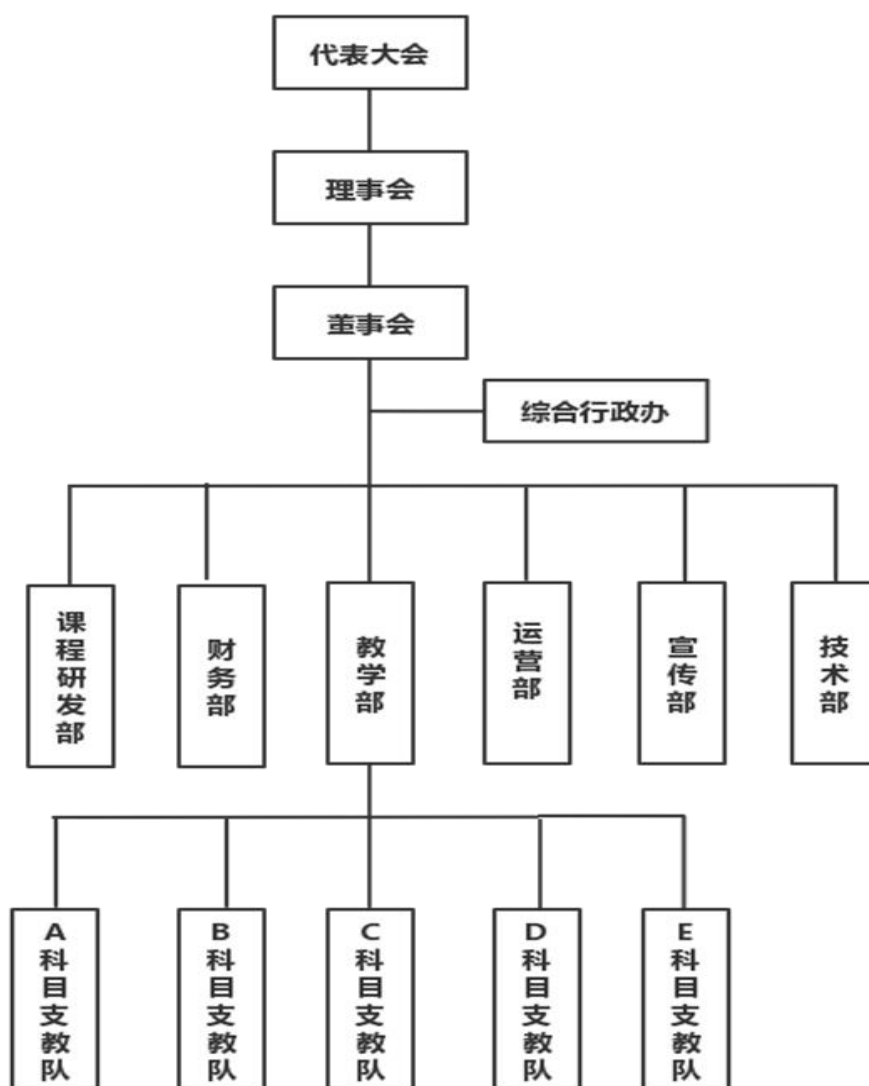 代表大会
理事会
董事会
综合行政办
课程研发部
财务部
教学部
运营部
宣传部
技术部
A科目支教队
B科目支教队
C科目支教队
D科目支教队
E科目支教队